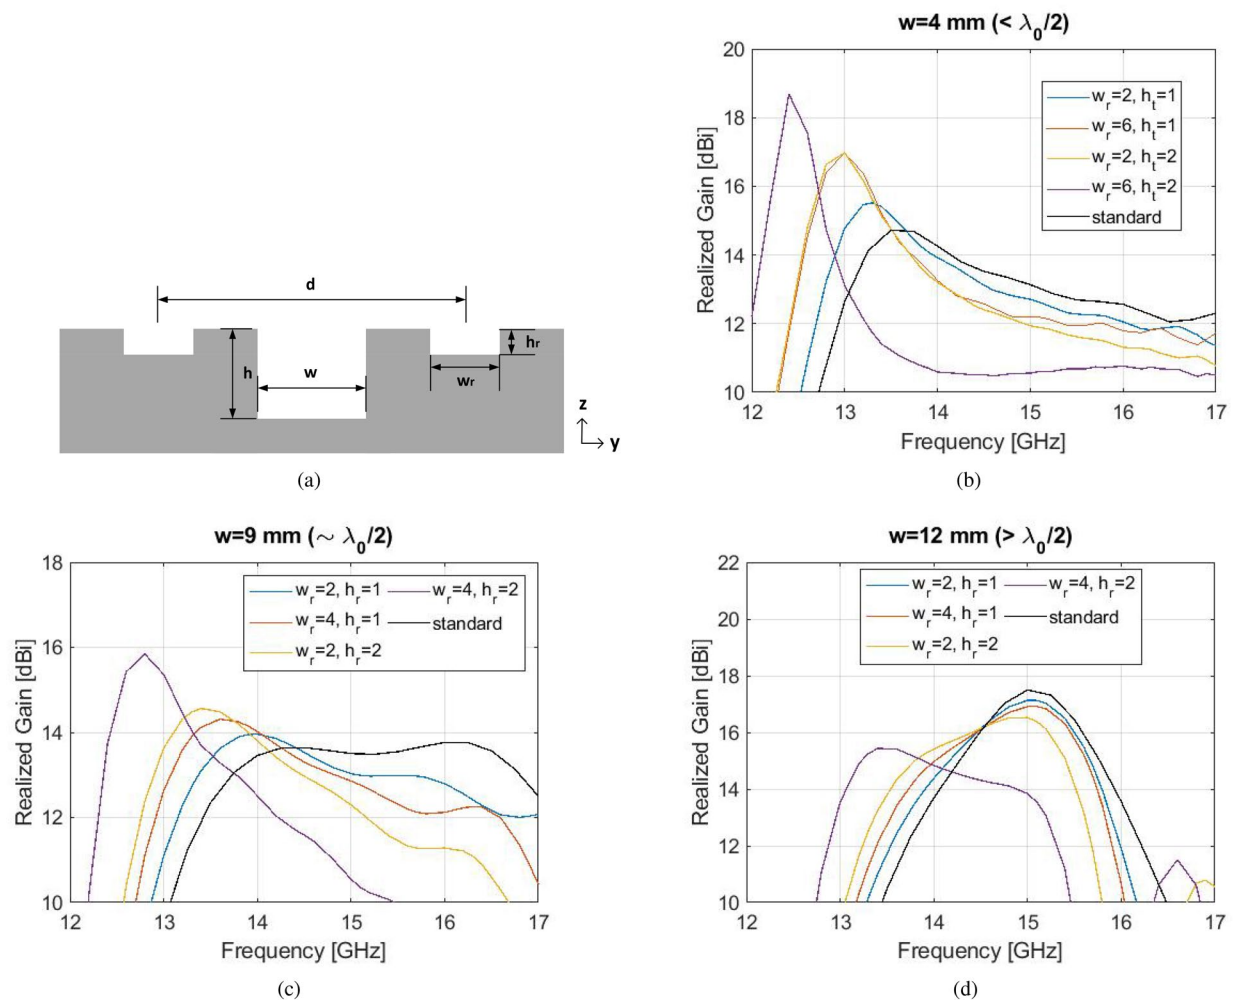 d
h
w
hr
wr
z
y
(a)
w=4 mm (< λ0/2)
Realized Gain [dBi]
20
18
16
14
12
10
wr=2, ht=1
wr=6, ht=1
wr=2, ht=2
wr=6, ht=2
standard
12 13 14 15 16 17
Frequency [GHz]
(b)
w=9 mm (~ λ0/2)
Realized Gain [dBi]
18
16
14
12
10
wr=2, hr=1
wr=4, hr=1
wr=2, hr=2
wr=4, hr=2
standard
12 13 14 15 16 17
Frequency [GHz]
(c)
w=12 mm (> λ0/2)
Realized Gain [dBi]
22
20
18
16
14
12
10
wr=2, hr=1
wr=4, hr=1
wr=2, hr=2
wr=4, hr=2
standard
12 13 14 15 16 17
Frequency [GHz]
(d)